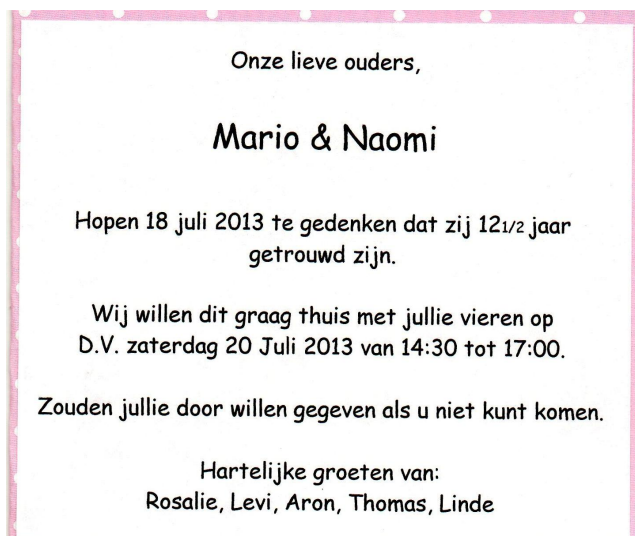 Onze lieve ouders,
Mario & Naomi
Hopen 18 juli 2013 te gedenken dat zij 12 1/2 jaar
getrouwd zijn.
Wij willen dit graag thuis met jullie vieren op
D.V. zaterdag 20 Juli 2013 van 14:30 tot 17:00.
Zouden jullie door willen gegeven als u niet kunt komen.
Hartelijke groeten van:
Rosalie, Levi, Aron, Thomas, Linde